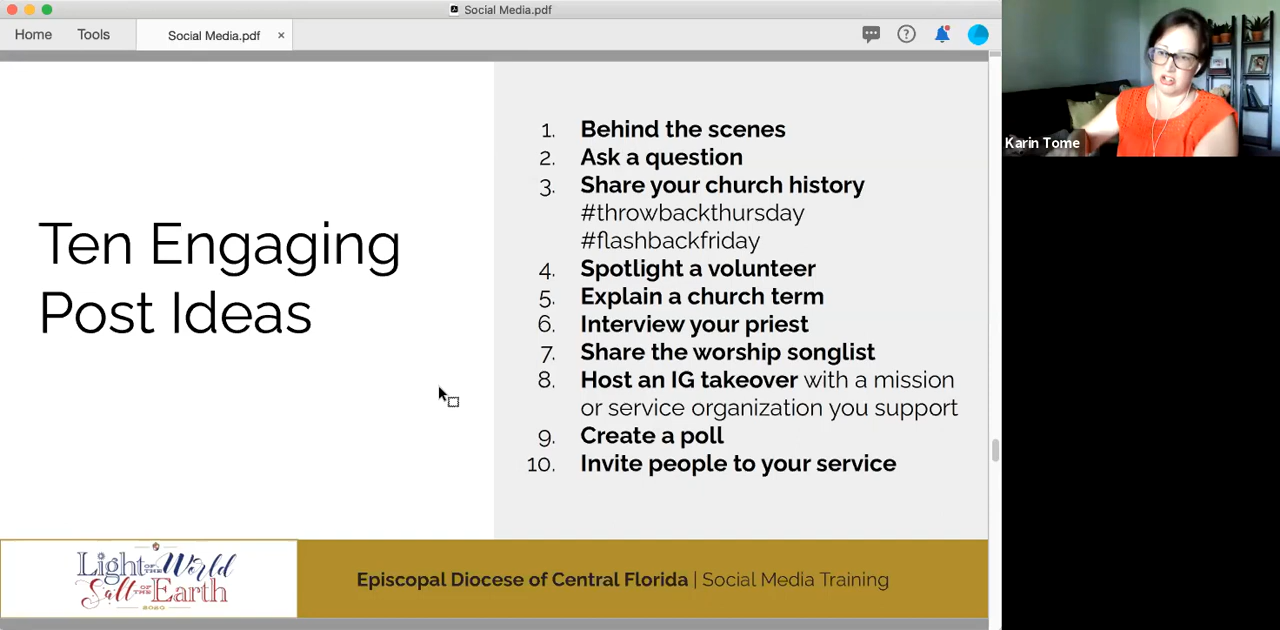 Social Media.pdf
Home
Tools
Social Media.pdf
×
?
Karin Tome
Ten Engaging
Post Ideas
1. Behind the scenes
2. Ask a question
3. Share your church history
#throwbackthursday
#flashbackfriday
4. Spotlight a volunteer
5. Explain a church term
6. Interview your priest
7. Share the worship songlist
8. Host an IG takeover with a mission
or service organization you support
9. Create a poll
10. Invite people to your service
Light OF THE World
Salt OF THE Earth
2020
Episcopal Diocese of Central Florida | Social Media Training